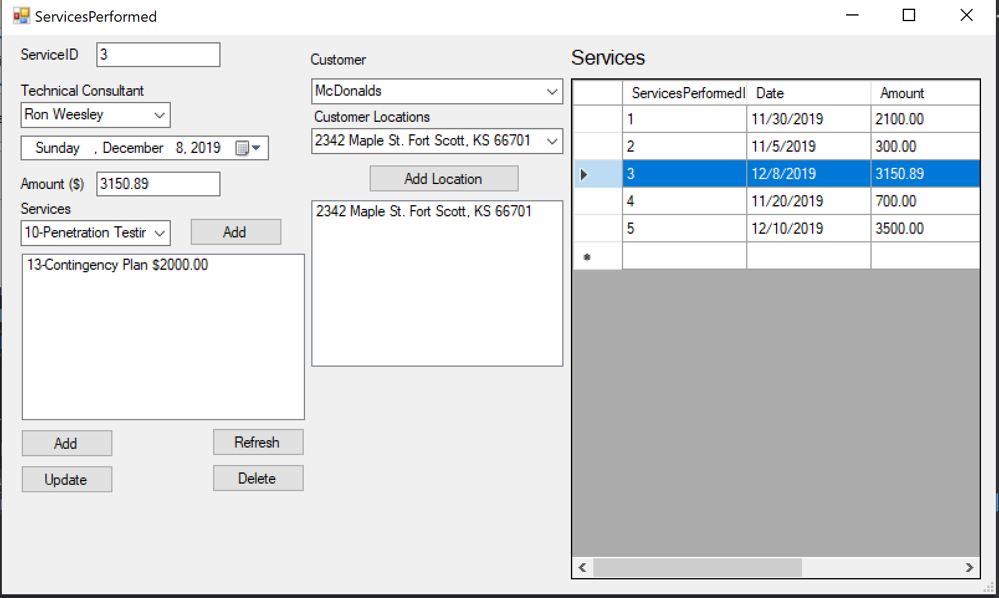 ServicesPerformed
ServiceID 3
Technical Consultant
Ron Weesley
Sunday , December 8, 2019
Amount ($) 3150.89
Services
10-Penetration Testir Add
13-Contingency Plan $2000.00
Add Refresh
Update Delete
Customer
McDonalds
Customer Locations
2342 Maple St. Fort Scott, KS 66701
Add Location
2342 Maple St. Fort Scott, KS 66701
Services
ServicesPerformedI Date Amount
1 11/30/2019 2100.00
2 11/5/2019 300.00
3 12/8/2019 3150.89
4 11/20/2019 700.00
5 12/10/2019 3500.00